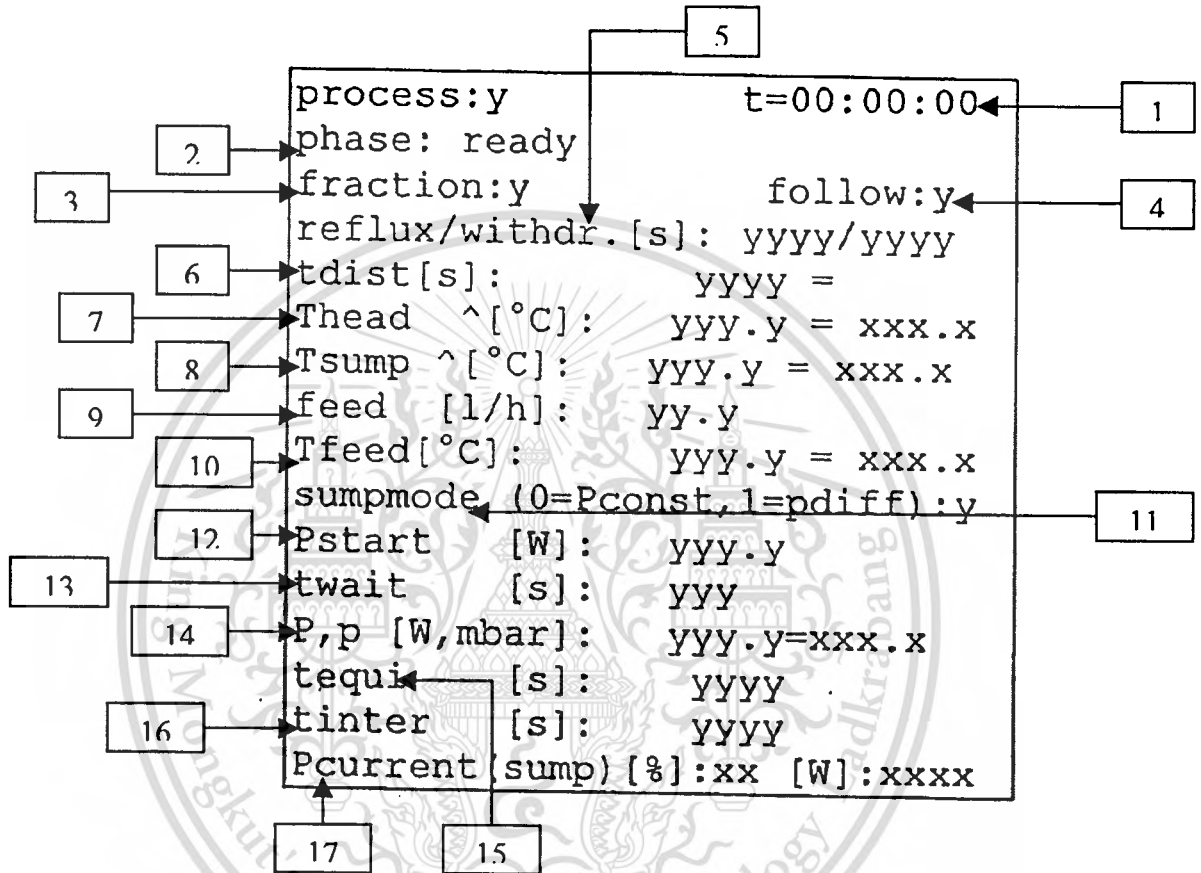 5
process:y t=00:00:00 1
2 phase: ready
3 fraction:y follow:y 4
reflux/withdr.[s]: yyyy/yyyy
6 tdist[s]: yyyy =
7 Thead ^[°C]: yyy.y = xxx.x
8 Tsump ^[°C]: yyy.y = xxx.x
9 feed [l/h]: yy.y
10 Tfeed[°C]: yyy.y = xxx.x
sumpmode (0=Pconst,1=pdiff):y 11
12 Pstart [W]: yyy.y
13 twait [s]: yyy
14 P,p [W,mbar]: yyy.y=xxx.x
tequi [s]: yyyy
16 tinter [s]: yyyy
Pcurrent(sump)[%]:xx [W]:xxxx
17 15